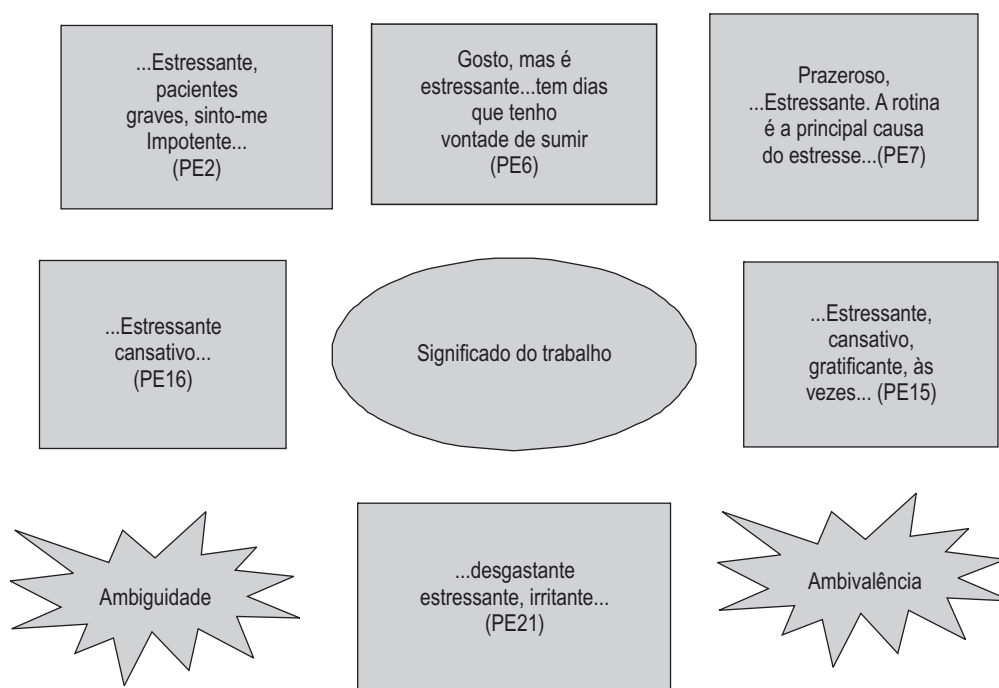 ...Estressante,
pacientes
graves, sinto-me
Impotente...
(PE2)
Gosto, mas é
estressante...tem dias
que tenho
vontade de sumir
(PE6)
Prazeroso,
...Estressante. A rotina
é a principal causa
do estresse...(PE7)
...Estressante
cansativo...
(PE16)
Significado do trabalho
...Estressante,
cansativo,
gratificante, às
vezes... (PE15)
Ambiguidade
...desgastante
estressante, irritante...
(PE21)
Ambivalência